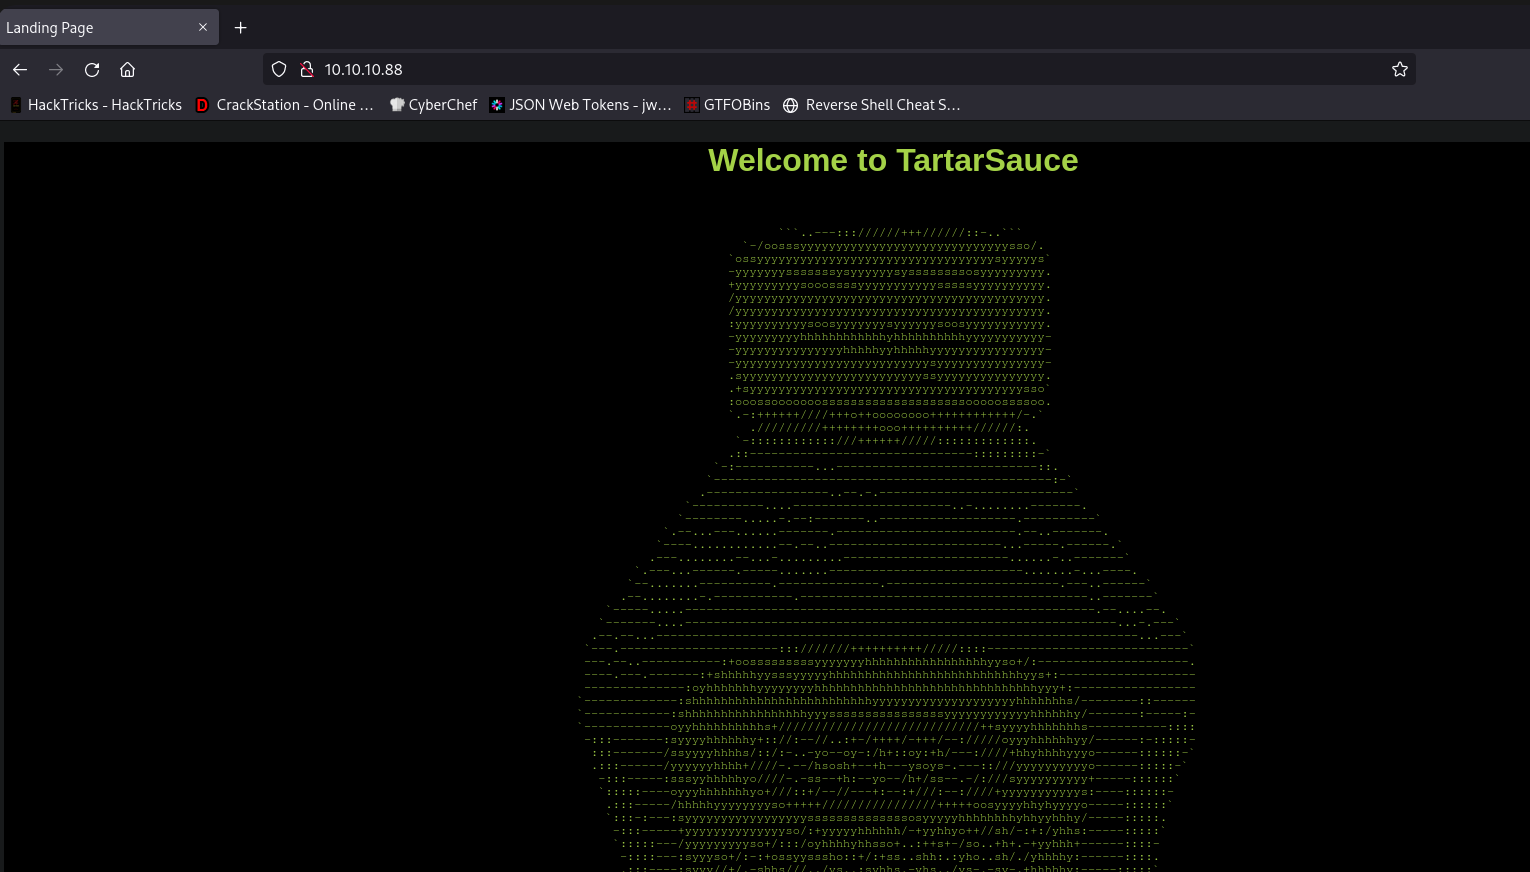 Landing Page
10.10.10.88
HackTricks - HackTricks
CrackStation - Online ...
CyberChef
JSON Web Tokens - jw...
GTFOBins
Reverse Shell Cheat S...
Welcome to TartarSauce